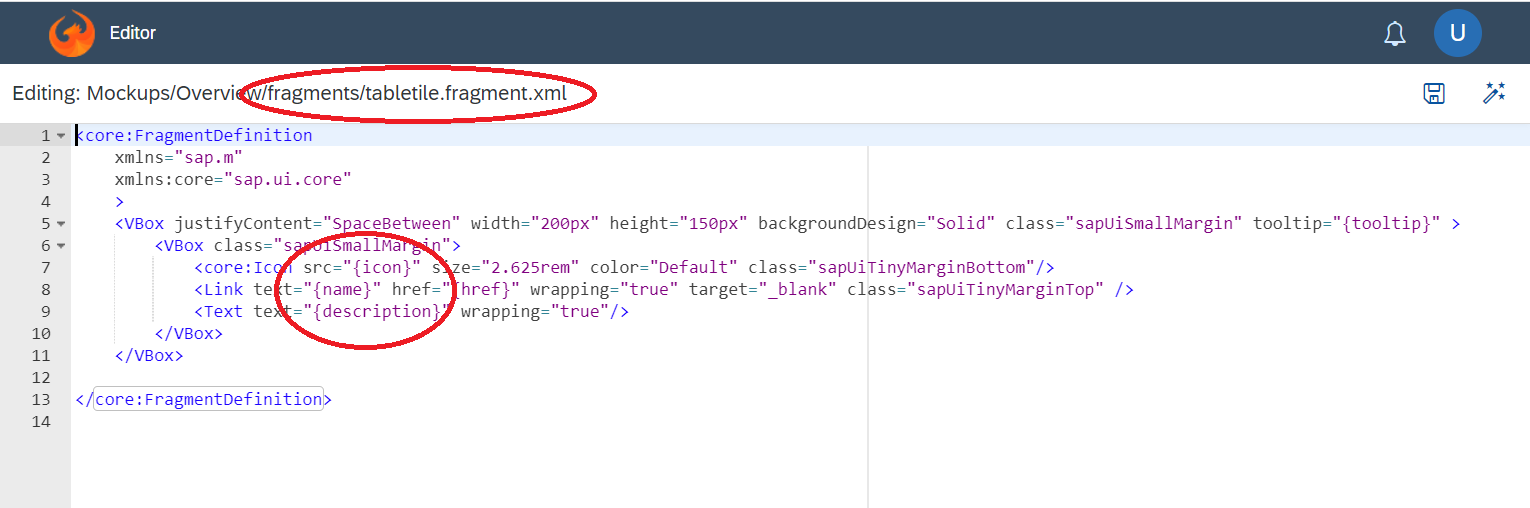 Editor
U
Editing: Mockups/Overview/fragments/tabletile.fragment.xml
1 <core:FragmentDefinition
2 xmlns="sap.m"
3 xmlns:core="sap.ui.core"
4 >
5 <VBox justifyContent="SpaceBetween" width="200px" height="150px" backgroundDesign="Solid" class="sapUiSmallMargin" tooltip="{tooltip}" >
6 <VBox class="sapUiSmallMargin">
7 <core:Icon src="{icon}" size="2.625rem" color="Default" class="sapUiTinyMarginBottom"/>
8 <Link text="{name}" href="{href}" wrapping="true" target="_blank" class="sapUiTinyMarginTop" />
9 <Text text="{description}" wrapping="true"/>
10 </VBox>
11 </VBox>
12
13 </core:FragmentDefinition>
14